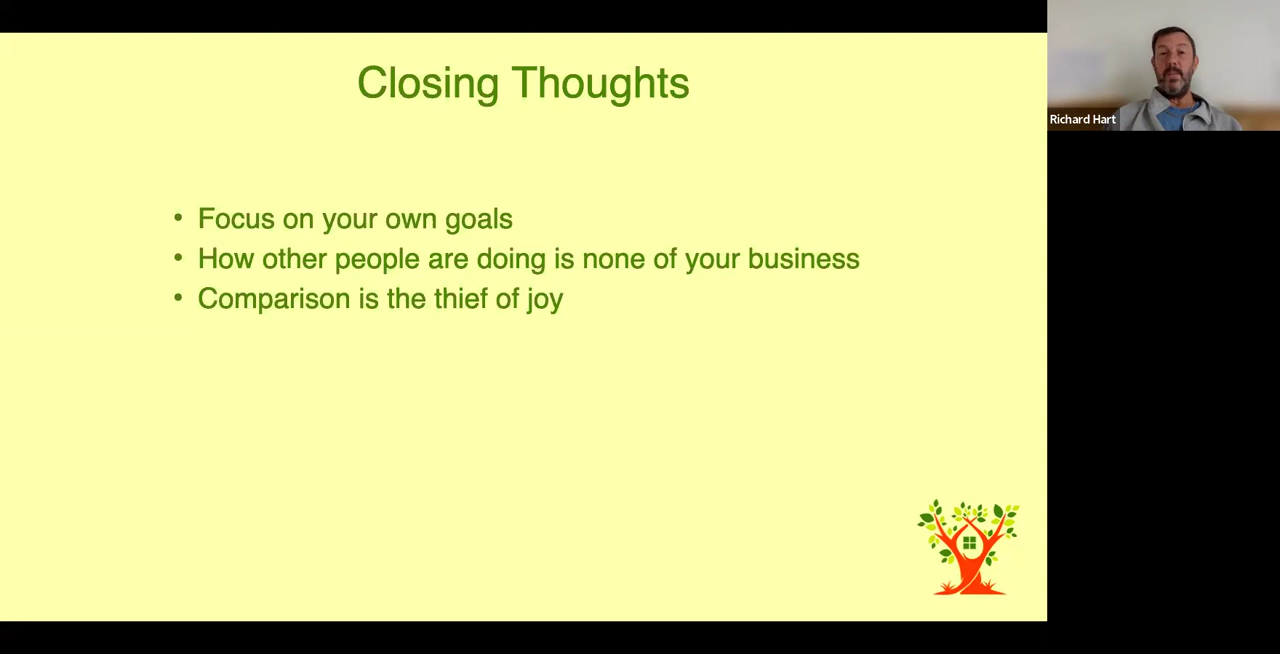 Closing Thoughts
• Focus on your own goals
• How other people are doing is none of your business
• Comparison is the thief of joy
Richard Hart